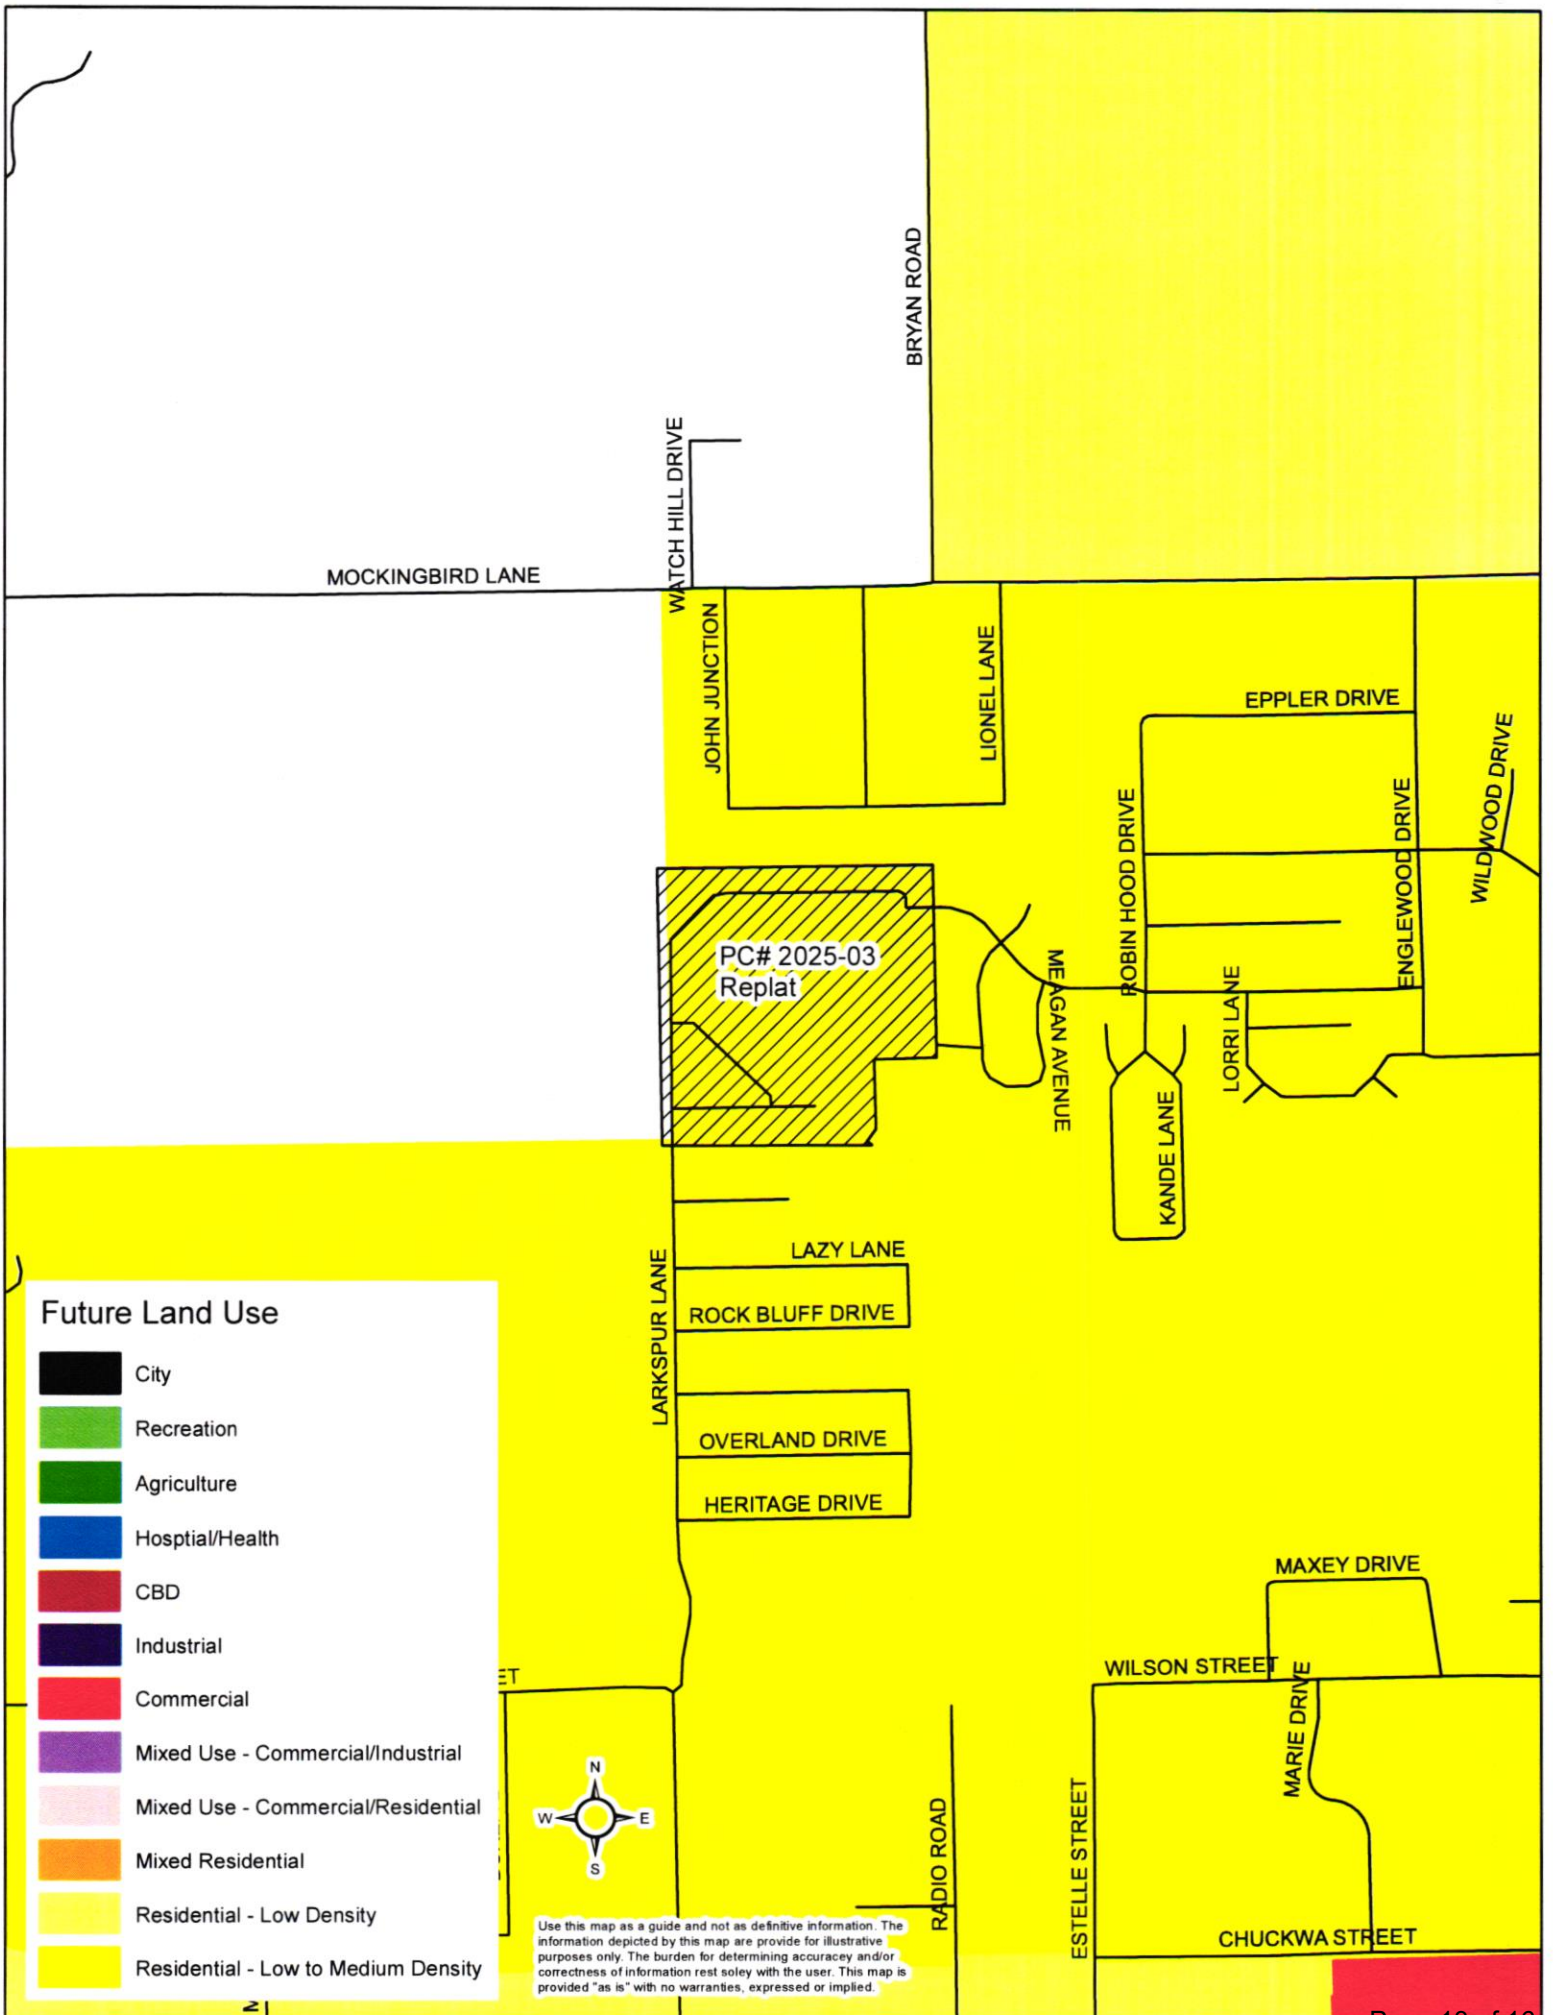 BRYAN ROAD
WATCH HILL DRIVE
MOCKINGBIRD LANE
JOHN JUNCTION
LIONEL LANE
EPPLER DRIVE
WILDWOOD DRIVE
ROBIN HOOD DRIVE
ENGLEWOOD DRIVE
PC# 2025-03
Replat
MEAGAN AVENUE
LORRI LANE
KANDE LANE
LAZY LANE
LARKSPUR LANE
ROCK BLUFF DRIVE
OVERLAND DRIVE
HERITAGE DRIVE
MAXEY DRIVE
WILSON STREET
MARIE DRIVE
ET
RADIO ROAD
ESTELLE STREET
CHUCKWA STREET
Future Land Use
City
Recreation
Agriculture
Hosptial/Health
CBD
Industrial
Commercial
Mixed Use - Commercial/Industrial
Mixed Use - Commercial/Residential
Mixed Residential
Residential - Low Density
Residential - Low to Medium Density
N
W
E
S
Use this map as a guide and not as definitive information. The
information depicted by this map are provide for illustrative
purposes only. The burden for determining accuracey and/or
correctness of information rest soley with the user. This map is
provided "as is" with no warranties, expressed or implied.
M